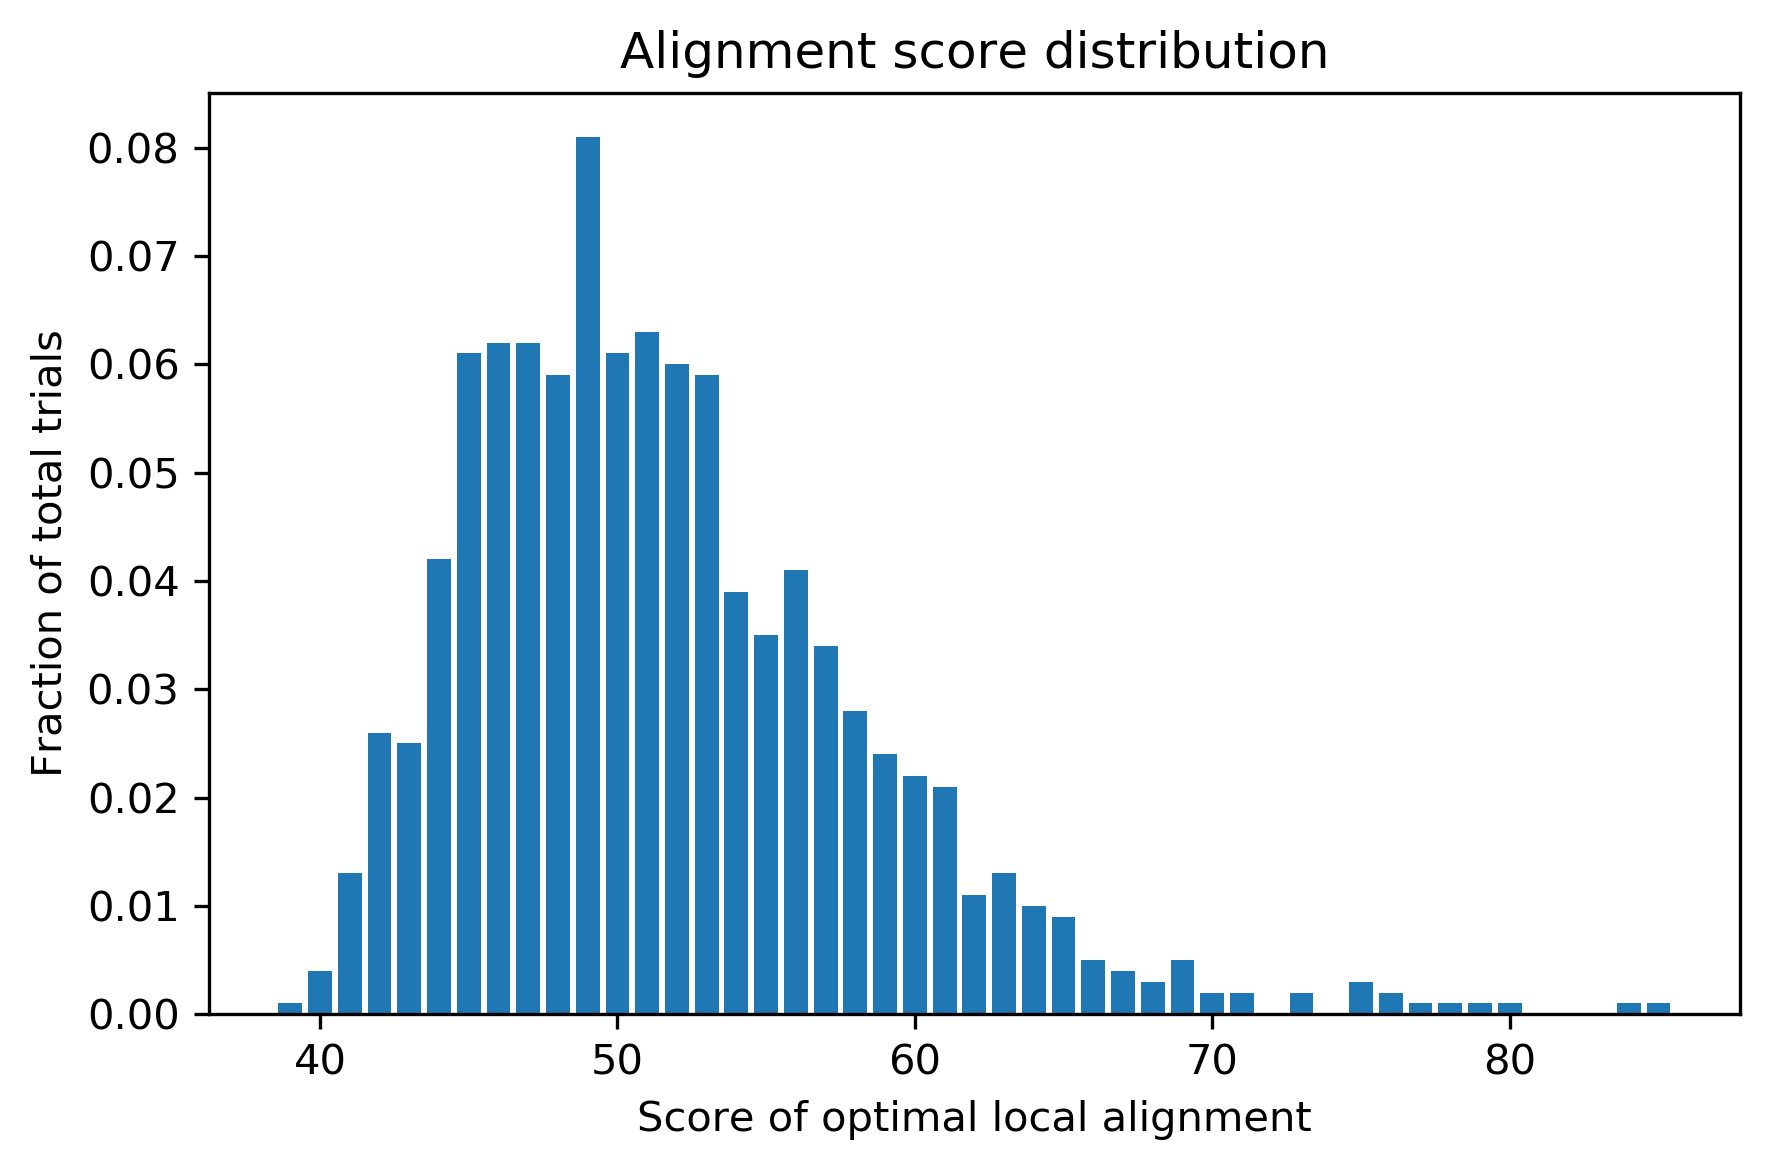 Alignment score distribution
0.08
0.07
0.06
0.05
0.04
0.03
0.02
0.01
0.00
Fraction of total trials
40 50 60 70 80
Score of optimal local alignment